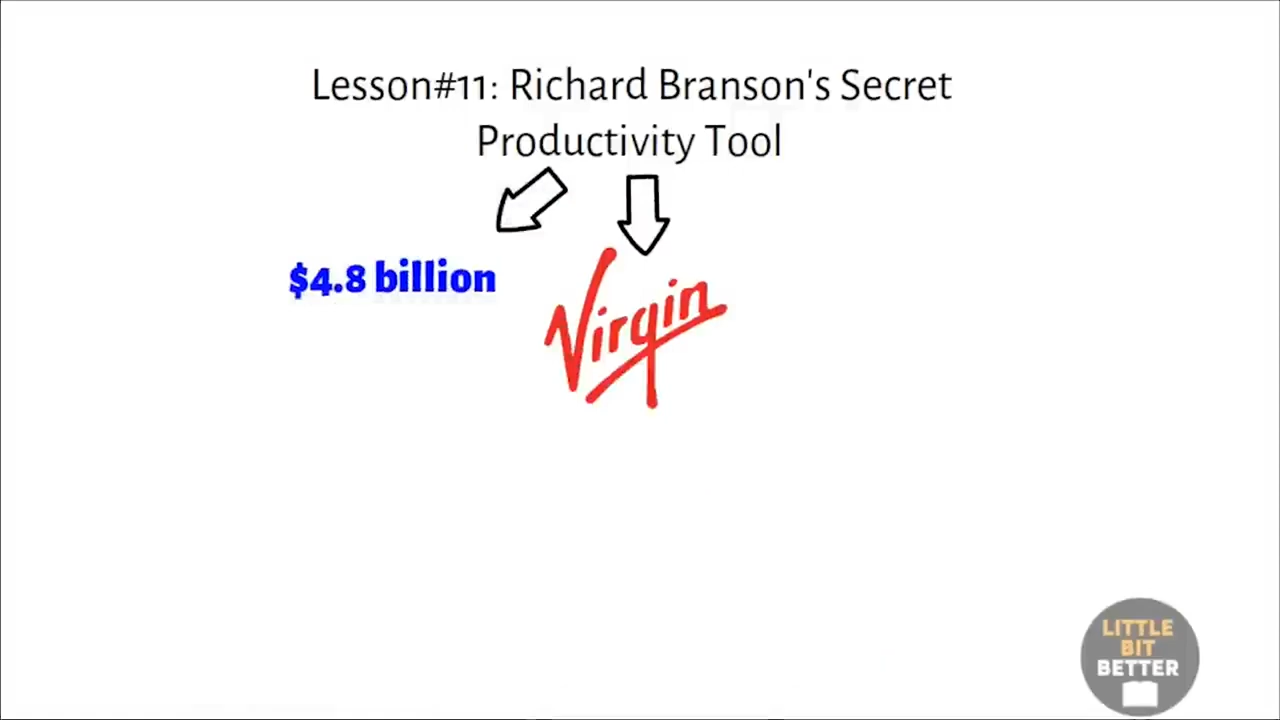 Lesson#11: Richard Branson's Secret
Productivity Tool
$4.8 billion
Virgin
LITTLE
BIT
BETTER